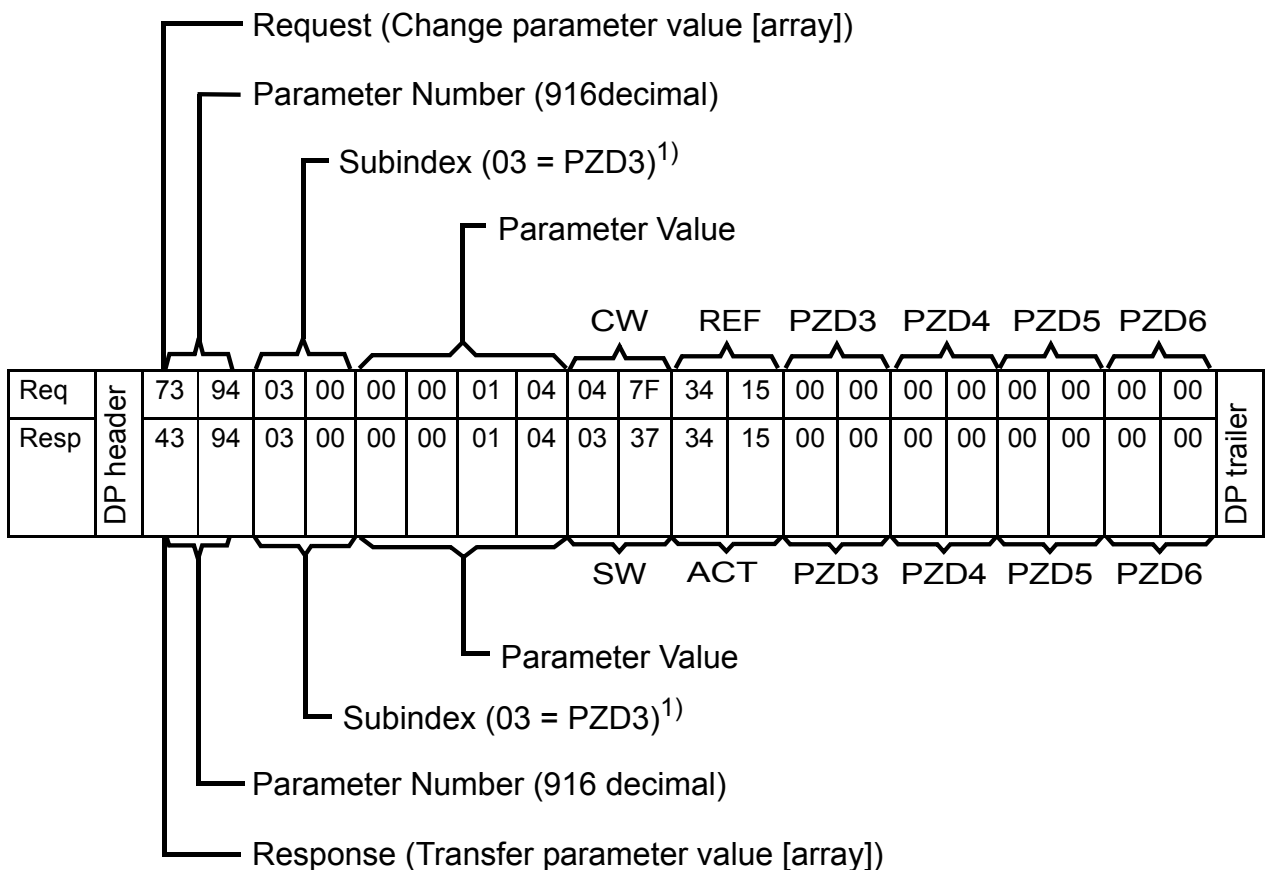 Request (Change parameter value [array])
Parameter Number (916decimal)
Subindex (03 = PZD3)1)
Parameter Value
CW REF PZD3 PZD4 PZD5 PZD6
Req DP header 73 94 03 00 00 00 01 04 04 7F 34 15 00 00 00 00 00 00 00 00 DP trailer
Resp 43 94 03 00 00 00 01 04 03 37 34 15 00 00 00 00 00 00 00 00
SW ACT PZD3 PZD4 PZD5 PZD6
Parameter Value
Subindex (03 = PZD3)1)
Parameter Number (916 decimal)
Response (Transfer parameter value [array])